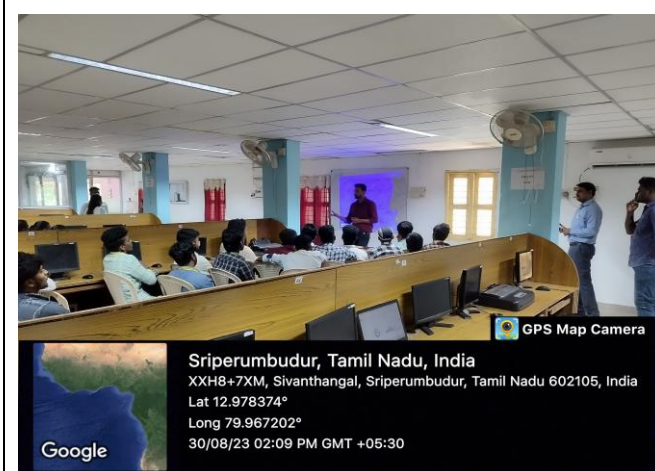 GPS Map Camera
Sriperumbudur, Tamil Nadu, India
XXH8+7XM, Sivanthangal, Sriperumbudur, Tamil Nadu 602105, India
Lat 12.978374°
Long 79.967202°
30/08/23 02:09 PM GMT +05:30
Google